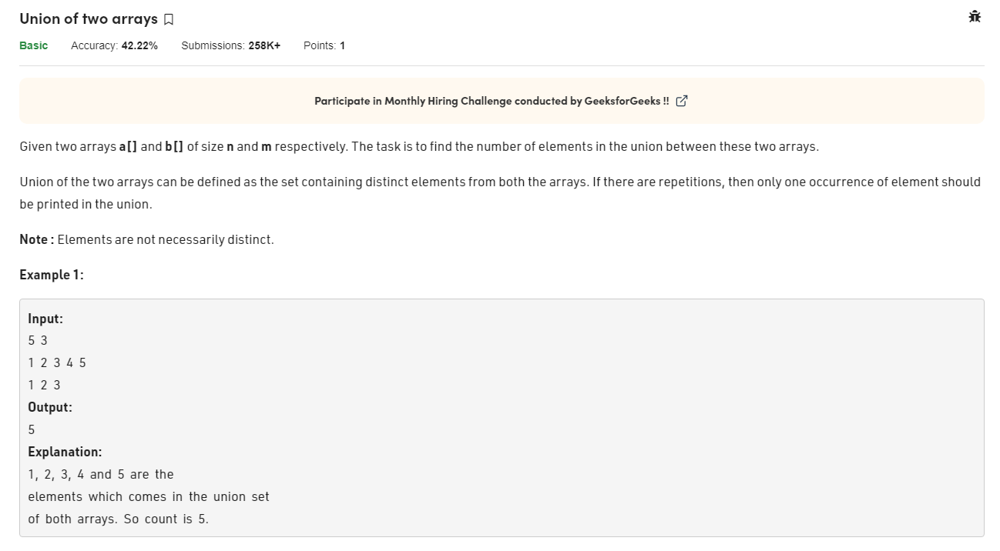 Union of two arrays
Basic Accuracy: 42.22% Submissions: 258K+ Points: 1
Participate in Monthly Hiring Challenge conducted by GeeksforGeeks !!
Given two arrays a[] and b[] of size n and m respectively. The task is to find the number of elements in the union between these two arrays.
Union of the two arrays can be defined as the set containing distinct elements from both the arrays. If there are repetitions, then only one occurrence of element should
be printed in the union.
Note : Elements are not necessarily distinct.
Example 1:
Input:
5 3
1 2 3 4 5
1 2 3
Output:
5
Explanation:
1, 2, 3, 4 and 5 are the
elements which comes in the union set
of both arrays. So count is 5.